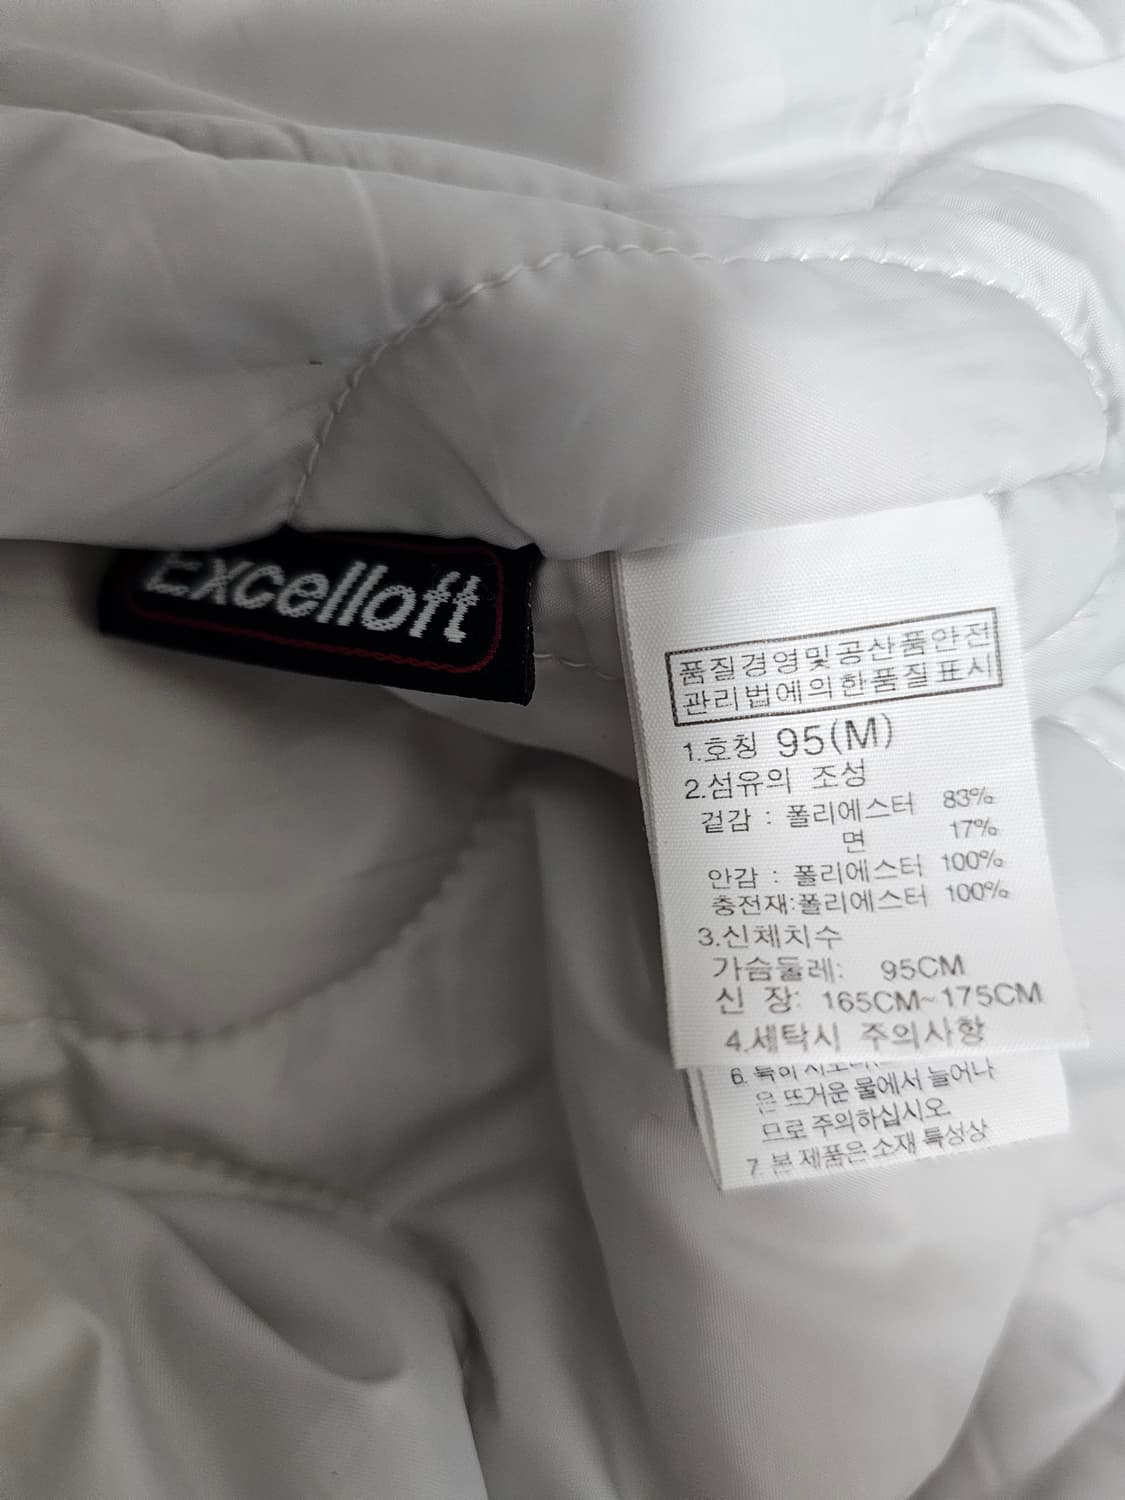 Excelloft
품질경영및공산품안전
관리법에의한품질표시
1.호칭 95(M)
2.섬유의 조성
겉감 : 폴리에스터 83%
면 17%
안감 : 폴리에스터 100%
충전재:폴리에스터 100%
3.신체치수
가슴둘레: 95CM
신 장: 165CM~175CM
4.세탁시 주의사항
6. 특히
은 뜨거운 물에서 늘어나
므로 주의하십시오.
7. 본 제품은 소재 특성상